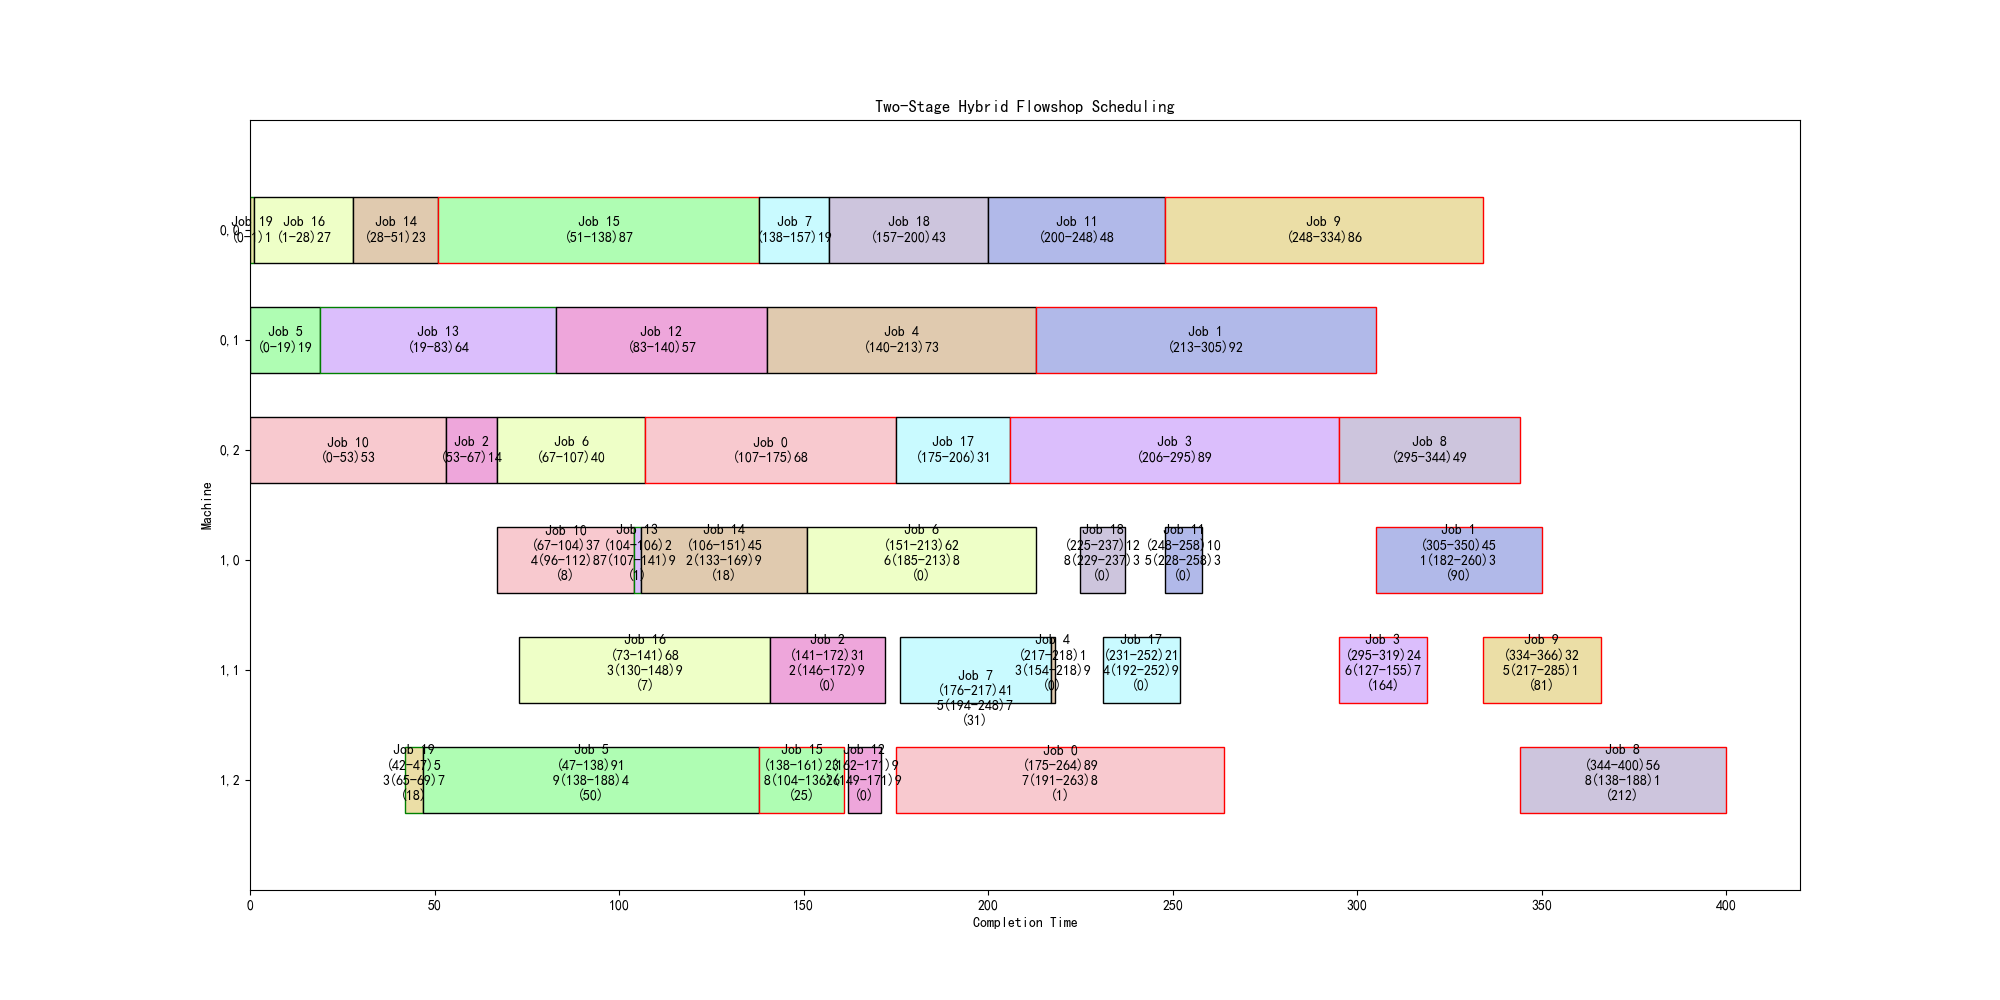 Two-Stage Hybrid Flowshop Scheduling
Machine
0,0
Job 19
(0-1)1
Job 16
(1-28)27
Job 14
(28-51)23
Job 15
(51-138)87
Job 7
(138-157)19
Job 18
(157-200)43
Job 11
(200-248)48
Job 9
(248-334)86
0,1
Job 5
(0-19)19
Job 13
(19-83)64
Job 12
(83-140)57
Job 4
(140-213)73
Job 1
(213-305)92
0,2
Job 10
(0-53)53
Job 2
(53-67)14
Job 6
(67-107)40
Job 0
(107-175)68
Job 17
(175-206)31
Job 3
(206-295)89
Job 8
(295-344)49
1,0
Job 10
(67-104)37
4(96-112)8
(8)
Job 13
(104-106)2
7(107-141)9
(1)
Job 14
(106-151)45
2(133-169)9
(18)
Job 6
(151-213)62
6(185-213)8
(0)
Job 18
(225-237)12
8(229-237)3
(0)
Job 11
(248-258)10
5(228-258)3
(0)
Job 1
(305-350)45
1(182-260)3
(90)
1,1
Job 16
(73-141)68
3(130-148)9
(7)
Job 2
(141-172)31
2(146-172)9
(0)
Job 7
(176-217)41
5(194-248)7
(31)
Job 4
(217-218)1
3(154-218)9
(0)
Job 17
(231-252)21
4(192-252)9
(0)
Job 3
(295-319)24
6(127-155)7
(164)
Job 9
(334-366)32
5(217-285)1
(81)
1,2
Job 19
(42-47)5
3(65-69)7
(18)
Job 5
(47-138)91
9(138-188)4
(50)
Job 15
(138-161)23
8(104-136)
(25)
Job 12
(162-171)9
(149-171)9
(0)
Job 0
(175-264)89
7(191-263)8
(1)
Job 8
(344-400)56
8(138-188)1
(212)
0
50
100
150
200
250
300
350
400
Completion Time